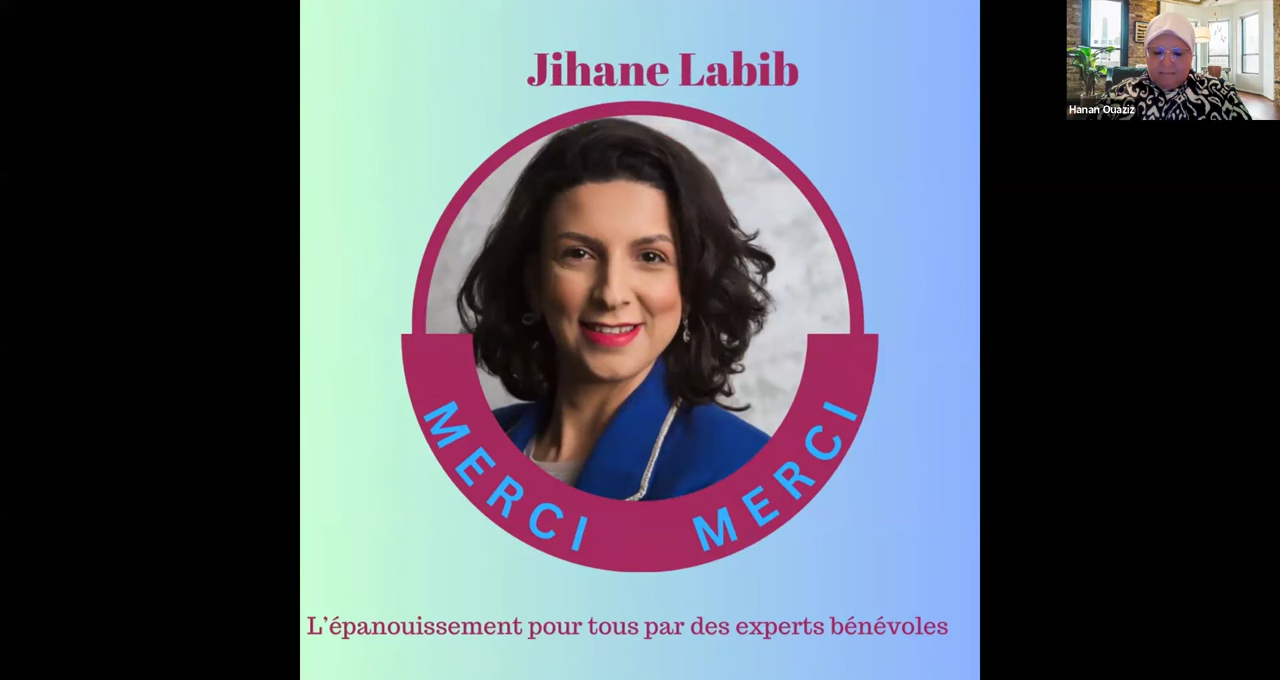 Jihane Labib
Hanan Ouaziz
MERCI MERCI
L'épanouissement pour tous par des experts bénévoles